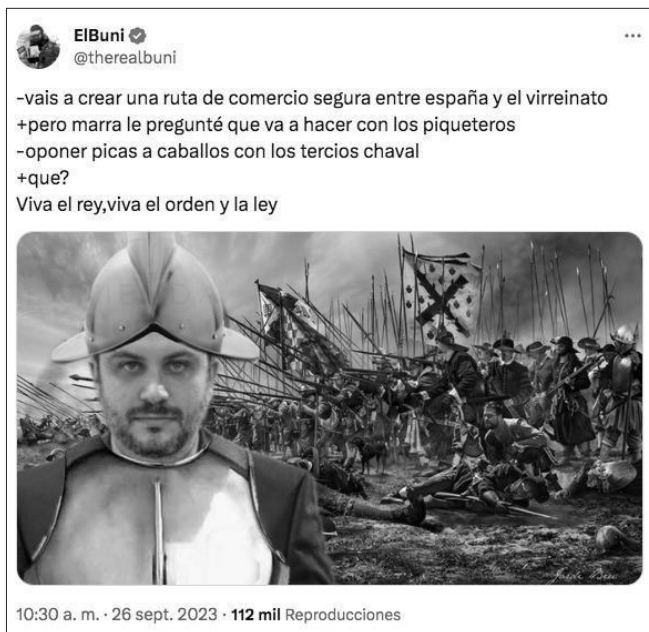 ElBuni
@therealbuni
-vais a crear una ruta de comercio segura entre españa y el virreinato
+pero marra le pregunté que va a hacer con los piqueteros
-oponer picas a caballos con los tercios chaval
+que?
Viva el rey,viva el orden y la ley
10:30 a. m. · 26 sept. 2023 · 112 mil Reproducciones